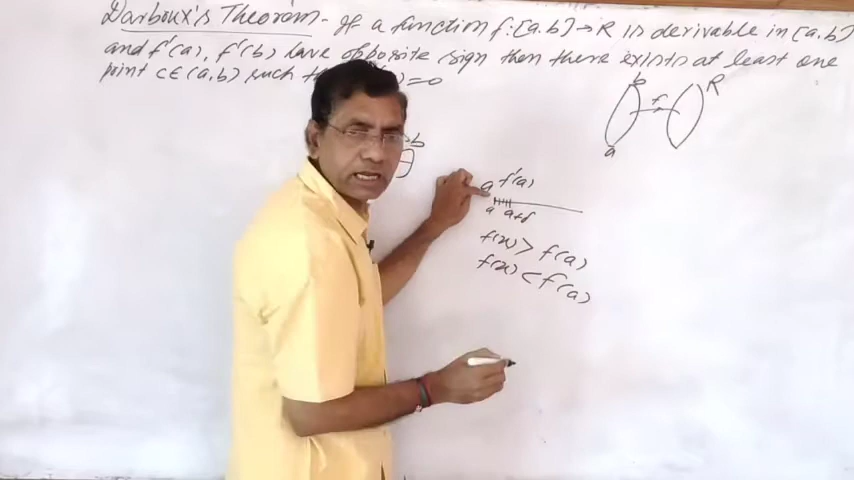 Darboux's Theorem - If a function f:[a.b]→R is derivable in [a.b]
and f'(a), f'(b) have opposite sign then there exists at least one
point c∈(a,b) such =0
b
f
R
a
b
a f'(a)
a a+δ
f(x) > f(a)
f(x) < f(a)